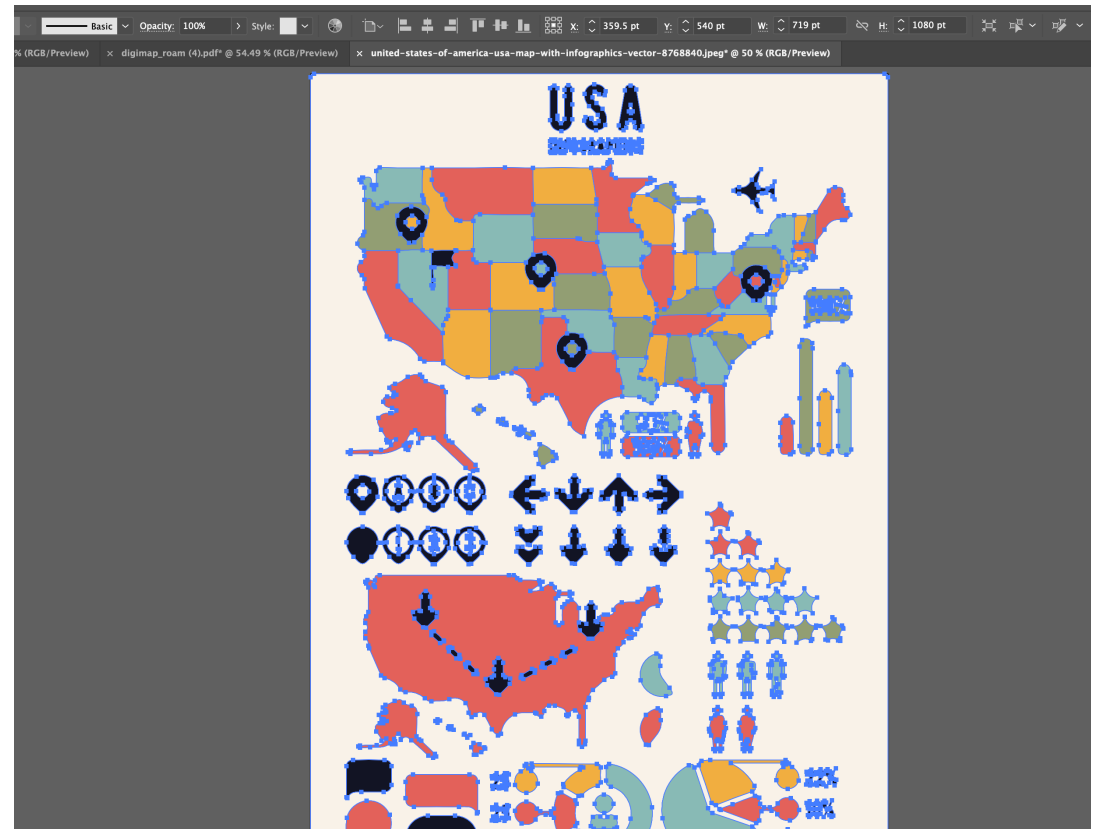 Basic Opacity: 100% Style: X: 359.5 pt Y: 540 pt W: 719 pt H: 1080 pt
% (RGB/Preview) × digimap_roam (4).pdf* @ 54.49 % (RGB/Preview) × united-states-of-america-usa-map-with-infographics-vector-8768840.jpeg* @ 50 % (RGB/Preview)
USA